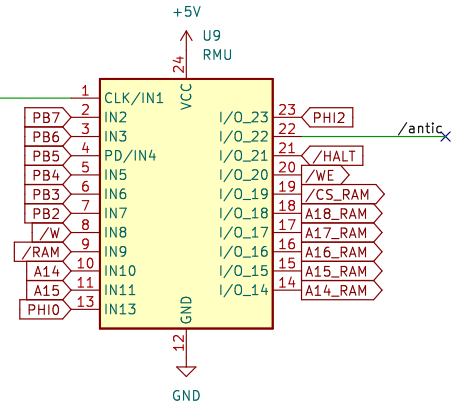 +5V
U9
RMU
24
VCC
1 CLK/IN1
PB7 2 IN2 I/O_23 23 PHI2
PB6 3 IN3 I/O_22 22 /antic
PB5 4 PD/IN4 I/O_21 21 /HALT
PB4 5 IN5 I/O_20 20 /WE
PB3 6 IN6 I/O_19 19 /CS_RAM
PB2 7 IN7 I/O_18 18 A18_RAM
/W 8 IN8 I/O_17 17 A17_RAM
/RAM 9 IN9 I/O_16 16 A16_RAM
A14 10 IN10 I/O_15 15 A15_RAM
A15 11 IN11 I/O_14 14 A14_RAM
PHI0 13 IN13
GND
12
GND